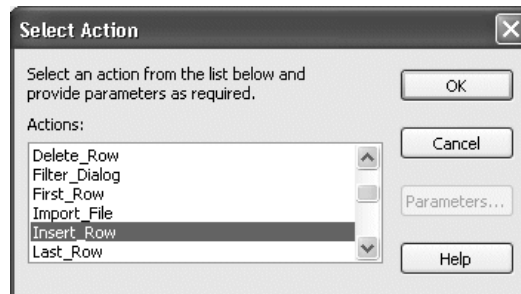 Select Action
Select an action from the list below and
provide parameters as required.
Actions:
Delete_Row
Filter_Dialog
First_Row
Import_File
Insert_Row
Last_Row
OK
Cancel
Parameters...
Help